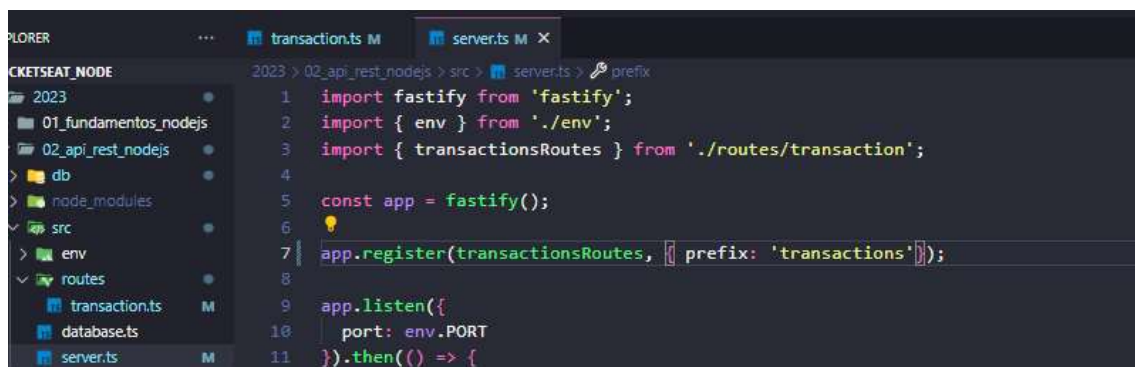 PLORER ...
transaction.ts M
server.ts M ×
CKETSEAT_NODE
2023 > 02_api_rest_nodejs > src > server.ts > prefix
2023
01_fundamentos_nodejs
02_api_rest_nodejs
> db
> node_modules
src
> env
routes
transaction.ts M
database.ts
server.ts M
1 import fastify from 'fastify';
2 import { env } from './env';
3 import { transactionsRoutes } from './routes/transaction';
4
5 const app = fastify();
6
7 app.register(transactionsRoutes, { prefix: 'transactions'});
8
9 app.listen({
10 port: env.PORT
11 }).then(() => {